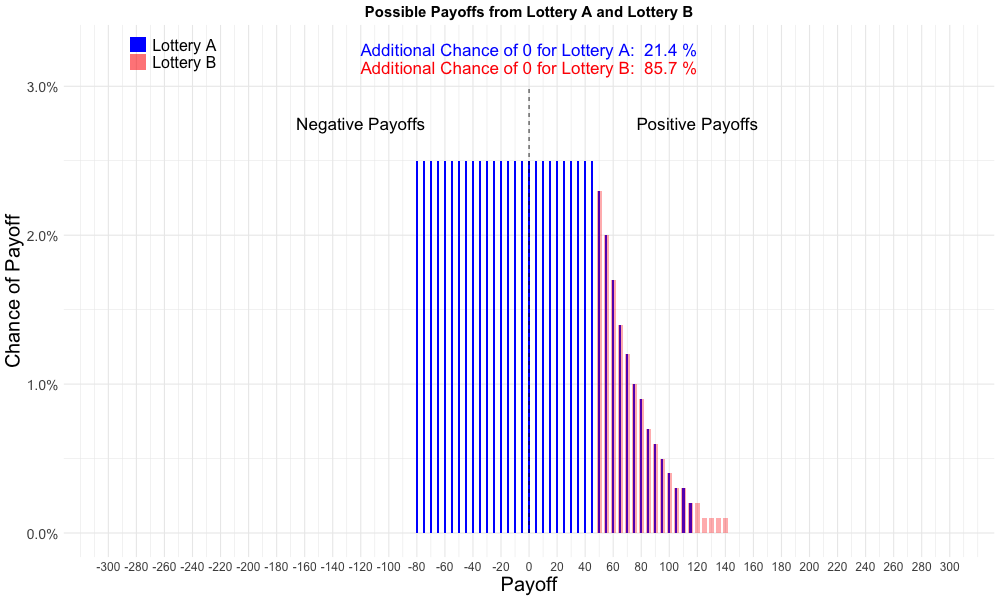 Possible Payoffs from Lottery A and Lottery B
Lottery A
Lottery B
Additional Chance of 0 for Lottery A: 21.4 %
Additional Chance of 0 for Lottery B: 85.7 %
Negative Payoffs
Positive Payoffs
Chance of Payoff
3.0%
2.0%
1.0%
0.0%
-300 -280 -260 -240 -220 -200 -180 -160 -140 -120 -100 -80 -60 -40 -20 0 20 40 60 80 100 120 140 160 180 200 220 240 260 280 300
Payoff